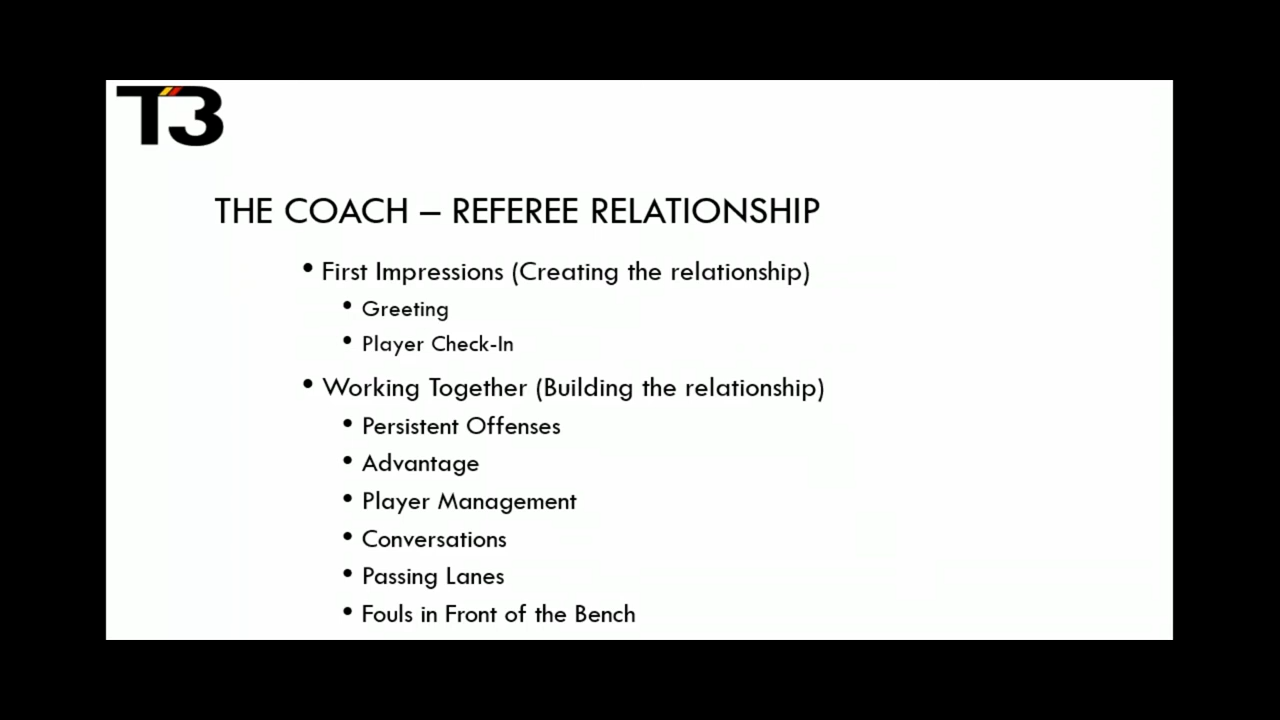 T3
THE COACH – REFEREE RELATIONSHIP
• First Impressions (Creating the relationship)
• Greeting
• Player Check-In
• Working Together (Building the relationship)
• Persistent Offenses
• Advantage
• Player Management
• Conversations
• Passing Lanes
• Fouls in Front of the Bench